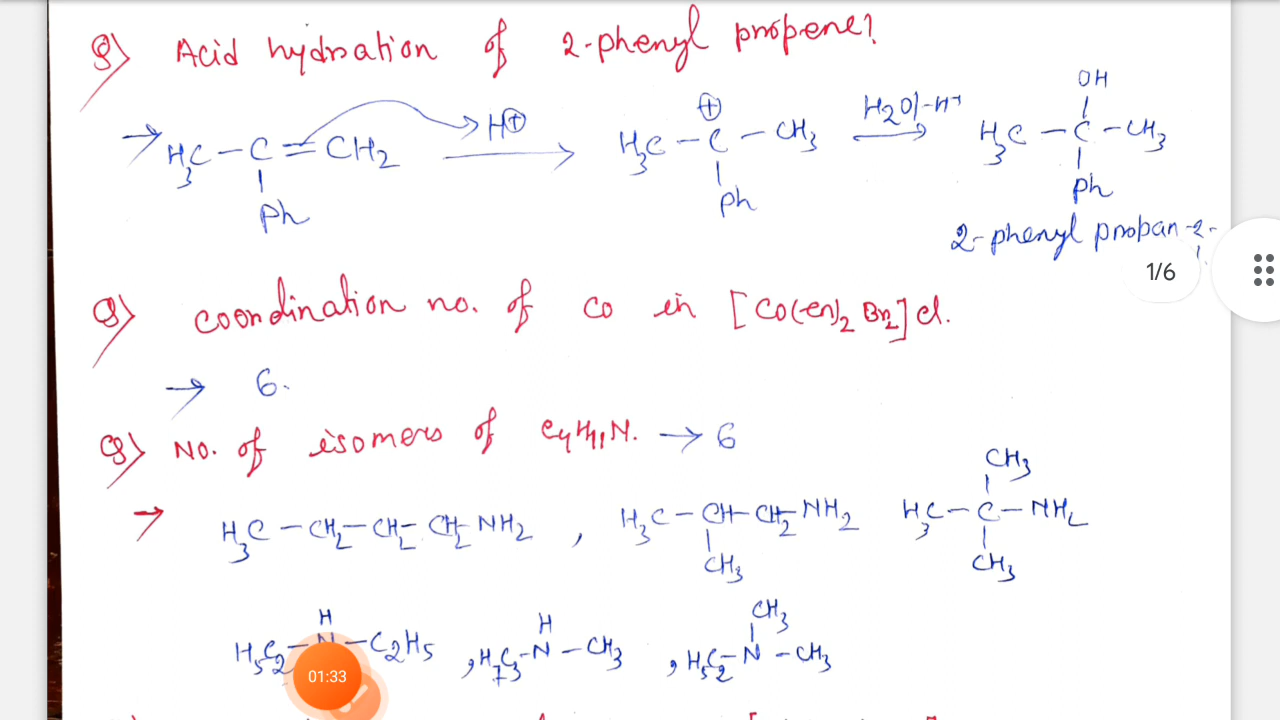 Q) Acid hydration of 2-phenyl propene?
→ H3C – C = CH2 H⊕ → H3C – C⊕ – CH3 H2O/-H+ → H3C – C – CH3
OH
Ph Ph Ph
2-phenyl propan-2-
1/6
Q) coordination no. of Co in [Co(en)2 Br2]Cl.
→ 6.
Q) No. of isomers of C4H11N. → 6
→ H3C – CH2 – CH2 – CH2 – NH2 , H3C – CH – CH2 – NH2 H3C – C – NH2
CH3 CH3 CH3
H5C2 – N – C2H5 , H7C3 – N – CH3 , H5C2 – N – CH3
H H CH3
01:33